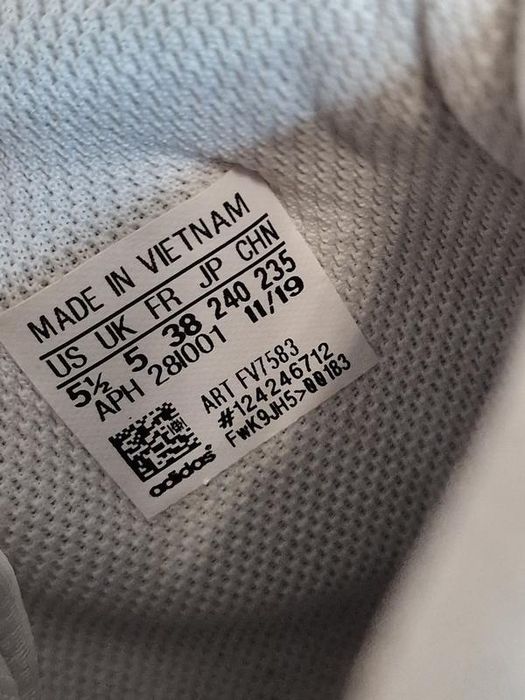 MADE IN VIETNAM
US UK FR JP CHN
5½ 5 38 240 235
APH 28I001 11/19
ART FV7583
#124246712
FwK9JH5>00183
adidas